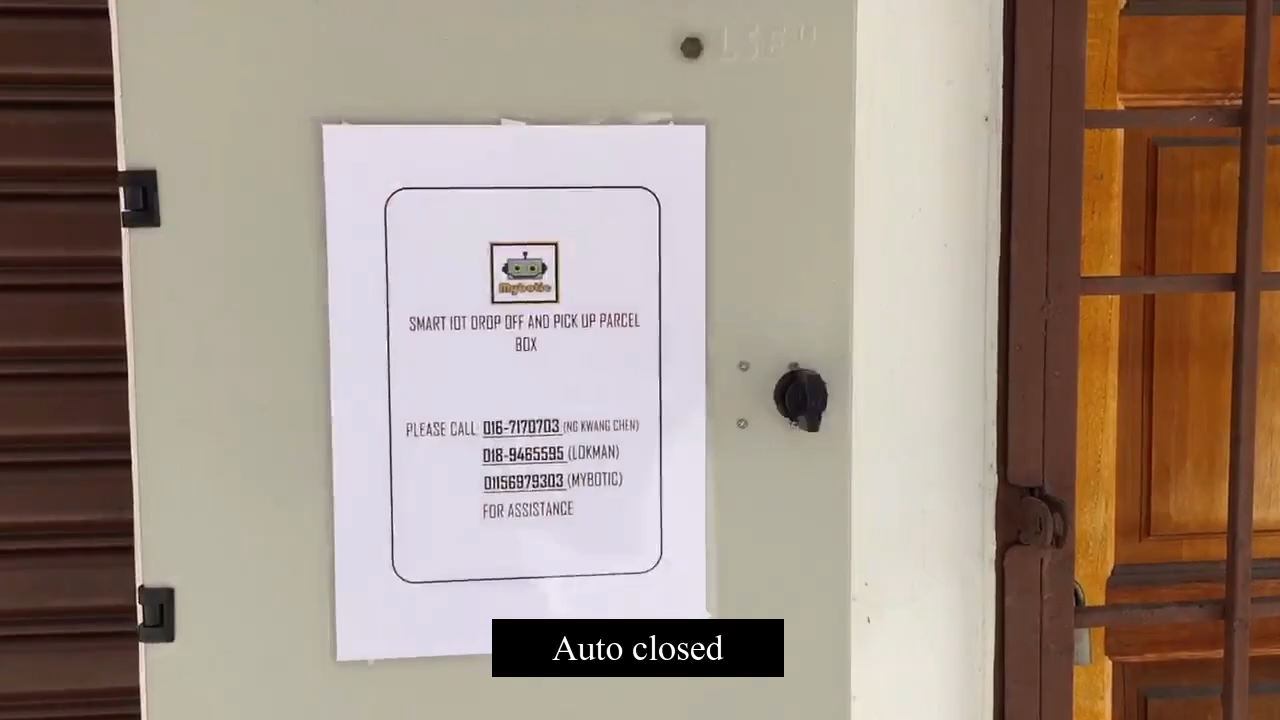 Mybotic
SMART IOT DROP OFF AND PICK UP PARCEL
BOX
PLEASE CALL: 016-7170703 (NG KWANG CHEN)
018-9465595 (LOKMAN)
01156979303 (MYBOTIC)
FOR ASSISTANCE
Auto closed